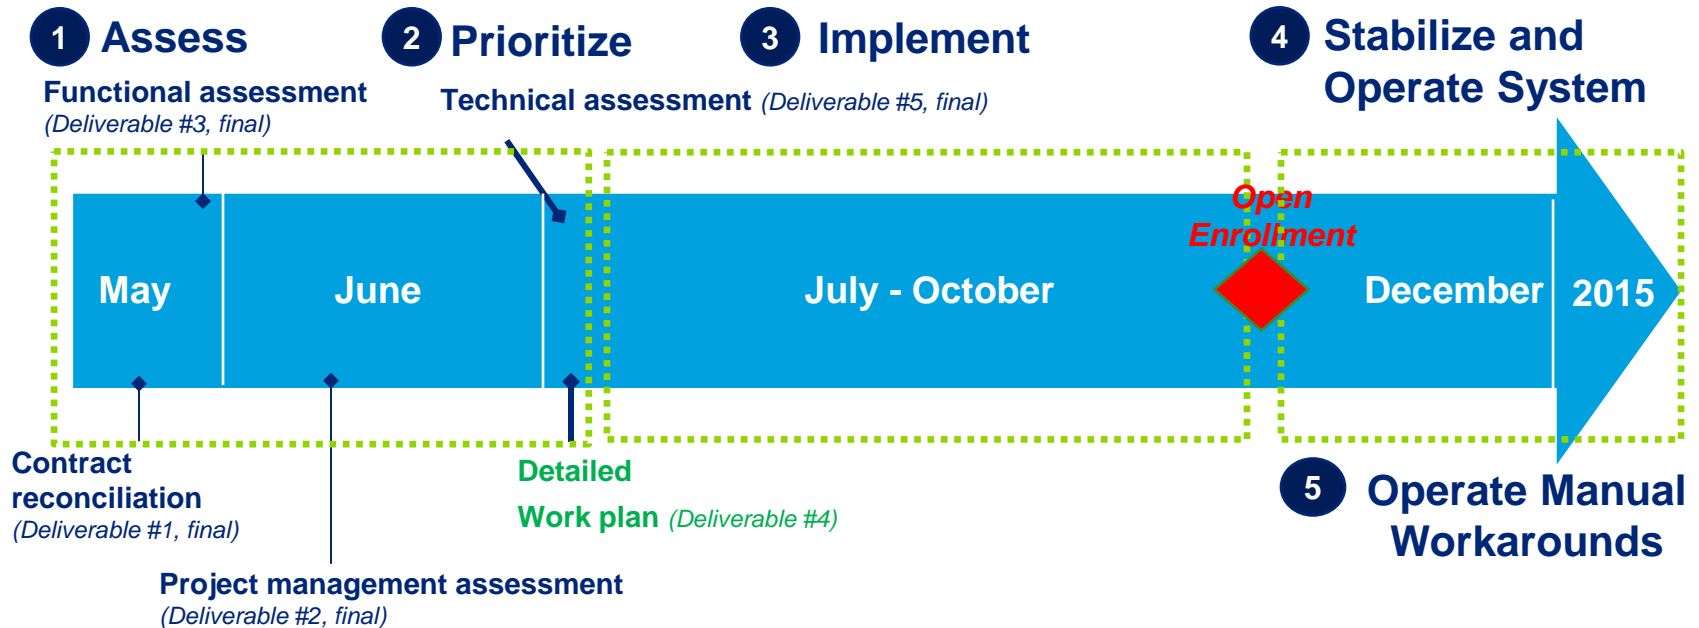 1 Assess
2 Prioritize
3 Implement
4 Stabilize and
Operate System
Functional assessment
(Deliverable #3, final)
Technical assessment (Deliverable #5, final)
Open
Enrollment
May
June
July - October
December
2015
Contract
reconciliation
(Deliverable #1, final)
Detailed
Work plan (Deliverable #4)
5 Operate Manual
Workarounds
Project management assessment
(Deliverable #2, final)